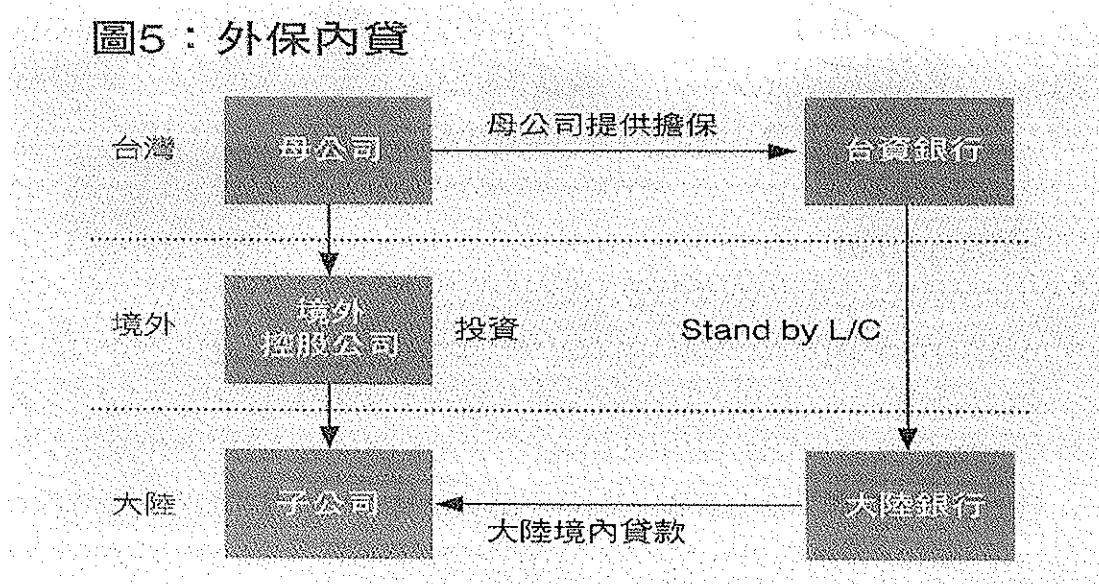 圖5：外保內貸
母公司提供擔保
台灣
母公司
台資銀行
境外
境外
控股公司
投資
Stand by L/C
大陸
子公司
大陸銀行
大陸境內貸款